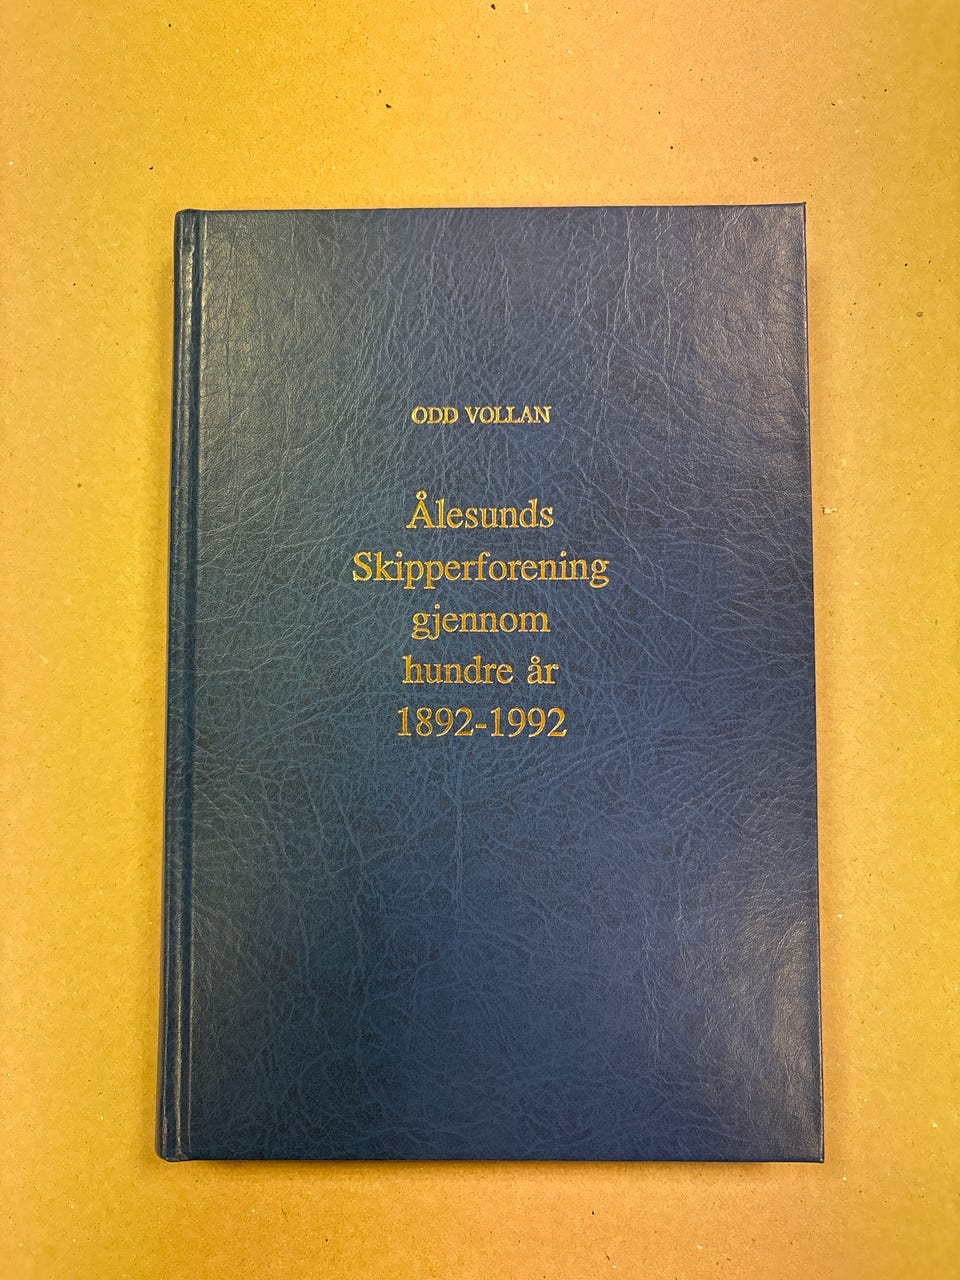 ODD VOLLAN
Ålesunds
Skipperforening
gjennom
hundre år
1892-1992